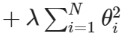 + λ ∑_{i=1}^{N} θ_i^2